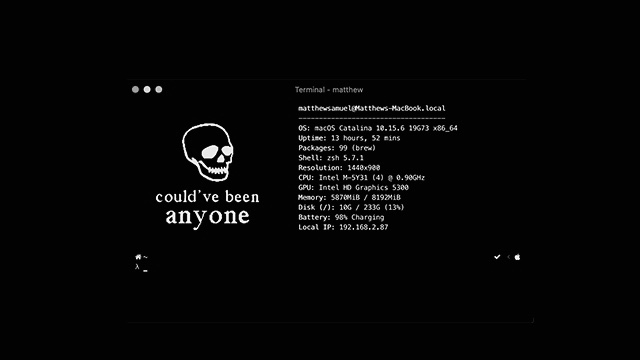 Terminal - matthew
could've been
anyone
matthewsamuel@Matthews-MacBook.local
------------------------------------
OS: macOS Catalina 10.15.6 19G73 x86_64
Uptime: 13 hours, 52 mins
Packages: 99 (brew)
Shell: zsh 5.7.1
Resolution: 1440x900
CPU: Intel M-5Y31 (4) @ 0.90GHz
GPU: Intel HD Graphics 5300
Memory: 5870MiB / 8192MiB
Disk (/): 10G / 233G (13%)
Battery: 98% Charging
Local IP: 192.168.2.87
~
λ _